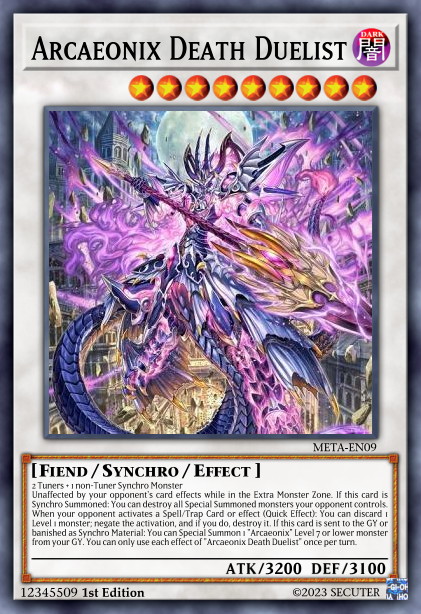 ARCAEONIX DEATH DUELIST
DARK
闇
META-EN09
[FIEND/SYNCHRO/EFFECT]
2 Tuners + 1 non-Tuner Synchro Monster
Unaffected by your opponent's card effects while in the Extra Monster Zone. If this card is
Synchro Summoned: You can destroy all Special Summoned monsters your opponent controls.
When your opponent activates a Spell/Trap Card or effect (Quick Effect): You can discard 1
Level 1 monster; negate the activation, and if you do, destroy it. If this card is sent to the GY or
banished as Synchro Material: You can Special Summon 1 "Arcaeonix" Level 7 or lower monster
from your GY. You can only use each effect of "Arcaeonix Death Duelist" once per turn.
ATK/3200 DEF/3100
12345509 1st Edition
©2023 SECUTER